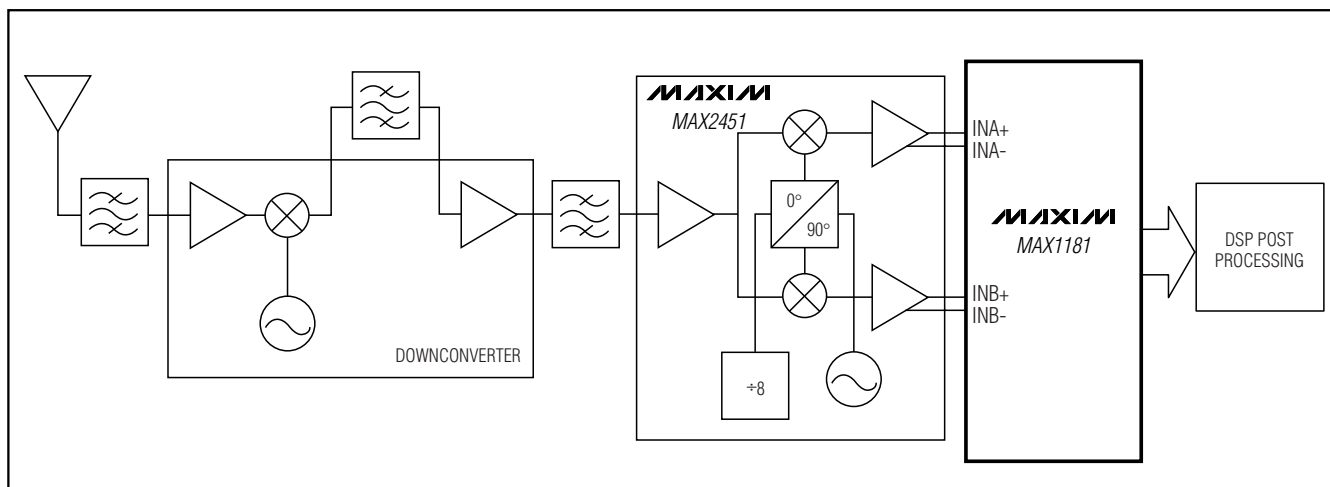 DOWNCONVERTER
MAXIM
MAX2451
0°
90°
÷8
INA+
INA-
MAXIM
MAX1181
INB+
INB-
DSP POST
PROCESSING